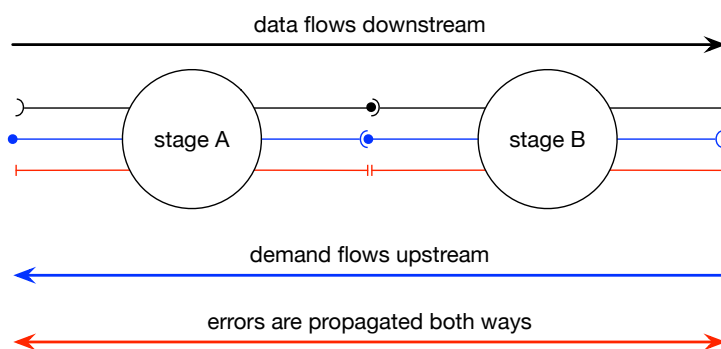 data flows downstream
stage A
stage B
demand flows upstream
errors are propagated both ways